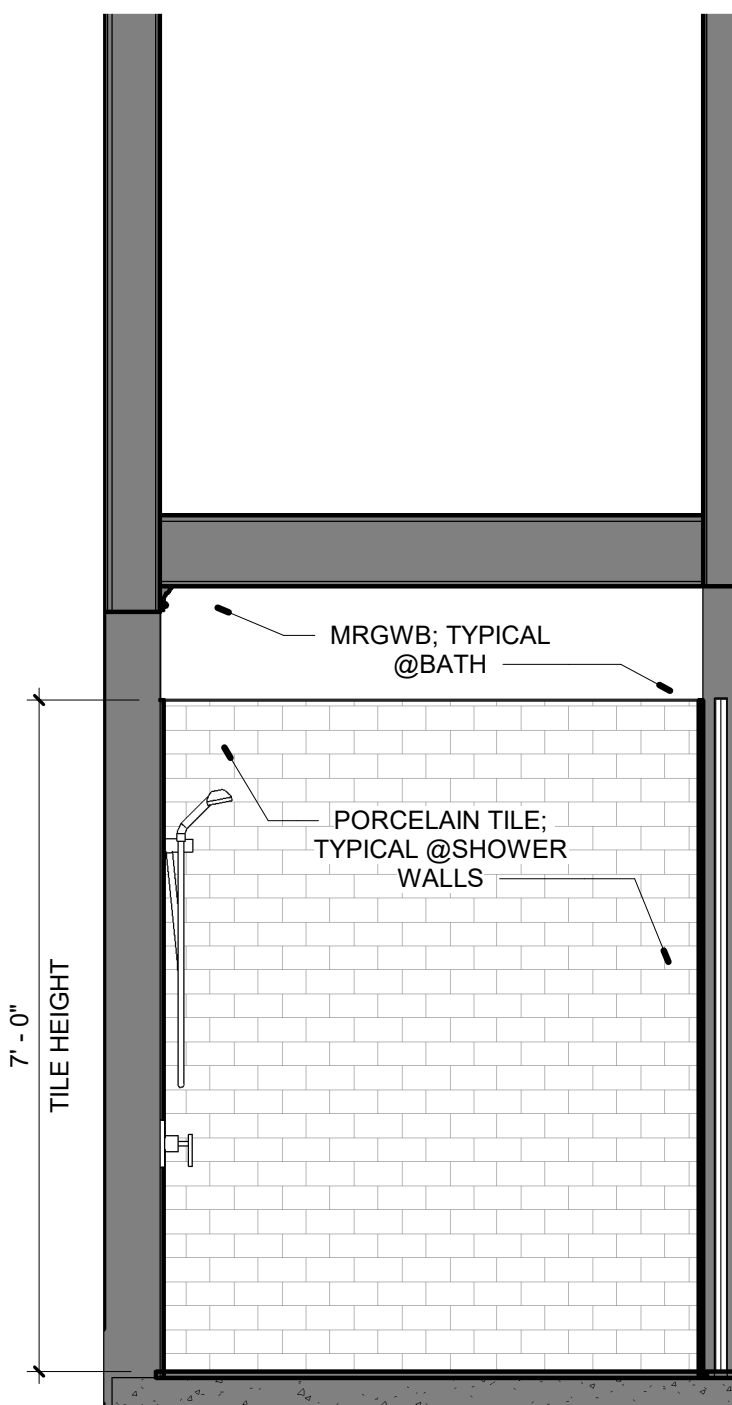 MRGWB; TYPICAL
@BATH
PORCELAIN TILE;
TYPICAL @SHOWER
WALLS
7' - 0"
TILE HEIGHT